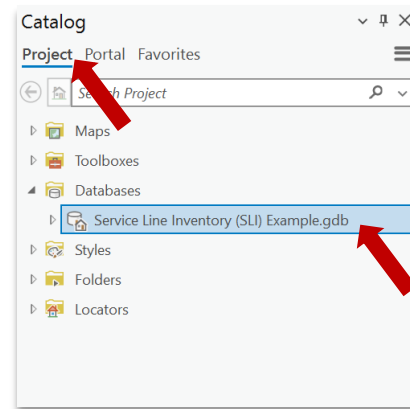 Catalog
Project Portal Favorites
Search Project
Maps
Toolboxes
Databases
Service Line Inventory (SLI) Example.gdb
Styles
Folders
Locators